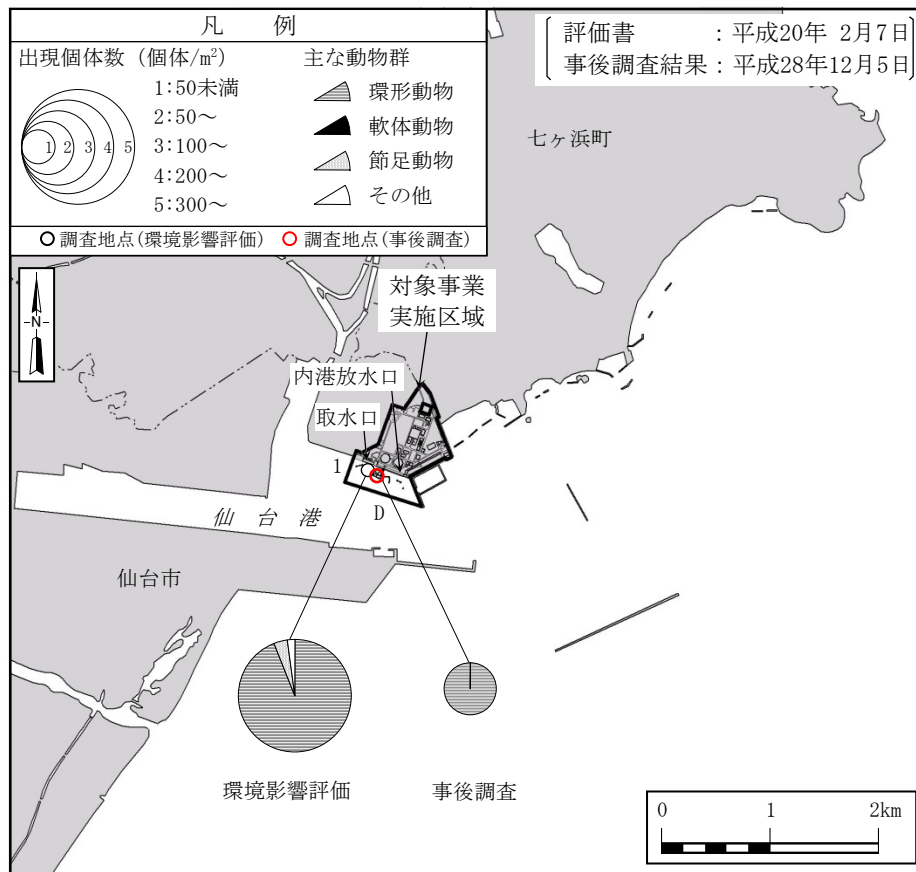 凡 例
出現個体数 (個体/m²)
主な動物群
1:50未満
2:50～
3:100～
4:200～
5:300～
1 2 3 4 5
環形動物
軟体動物
節足動物
その他
調査地点(環境影響評価) 調査地点(事後調査)
評価書 : 平成20年 2月7日
事後調査結果 : 平成28年12月5日
七ヶ浜町
N
対象事業
実施区域
内港放水口
取水口
1
D
仙台港
仙台市
環境影響評価
事後調査
0 1 2km